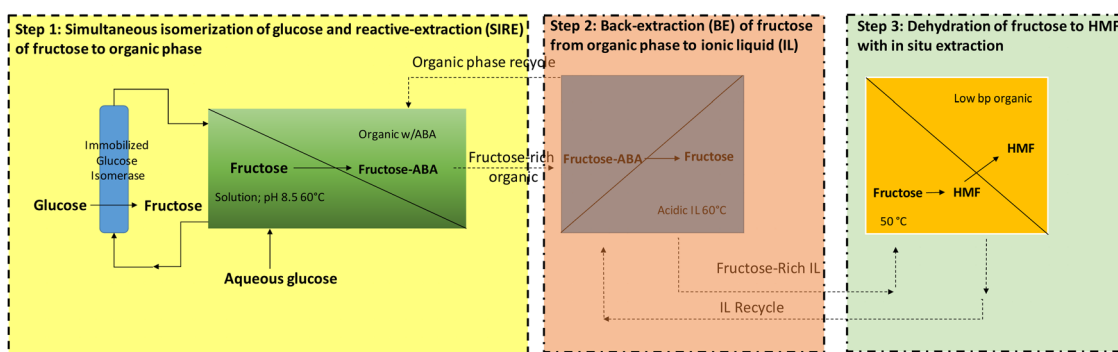 Step 1: Simultaneous isomerization of glucose and reactive-extraction (SIRE)
of fructose to organic phase
Immobilized
Glucose
Isomerase
Glucose
Fructose
Organic w/ABA
Fructose
Fructose-ABA
Solution; pH 8.5 60°C
Aqueous glucose
Organic phase recycle
Fructose-rich
organic
Step 2: Back-extraction (BE) of fructose
from organic phase to ionic liquid (IL)
Fructose-ABA
Fructose
Acidic IL 60°C
Fructose-Rich IL
IL Recycle
Step 3: Dehydration of fructose to HMF
with in situ extraction
Low bp organic
HMF
Fructose
HMF
50 °C